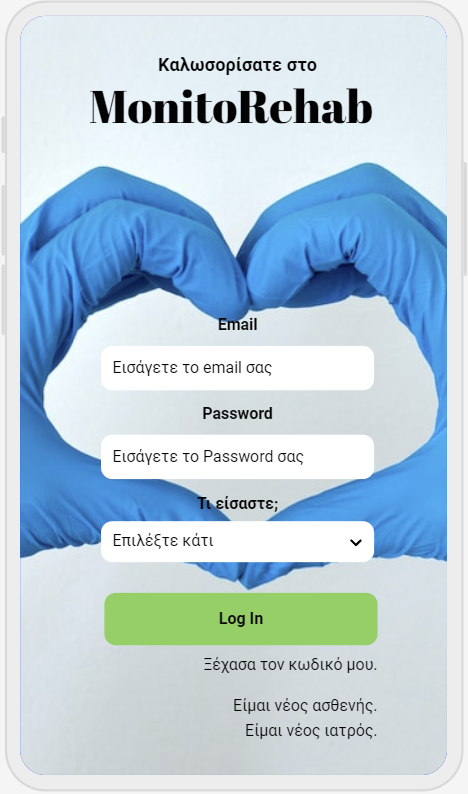 Καλωσορίσατε στο
MonitoRehab
Email
Εισάγετε το email σας
Password
Εισάγετε το Password σας
Τι είσαστε;
Επιλέξτε κάτι
Log In
Ξέχασα τον κωδικό μου.
Είμαι νέος ασθενής.
Είμαι νέος ιατρός.